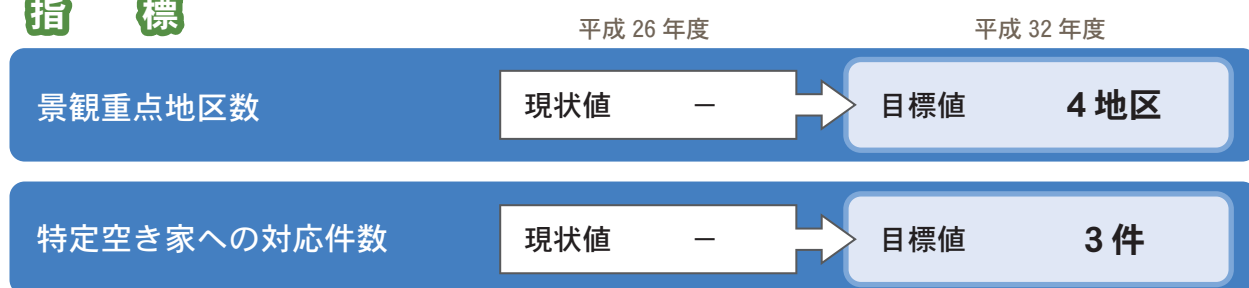 指 標
平成 26 年度 平成 32 年度
景観重点地区数 現状値 － 目標値 4 地区
特定空き家への対応件数 現状値 － 目標値 3 件